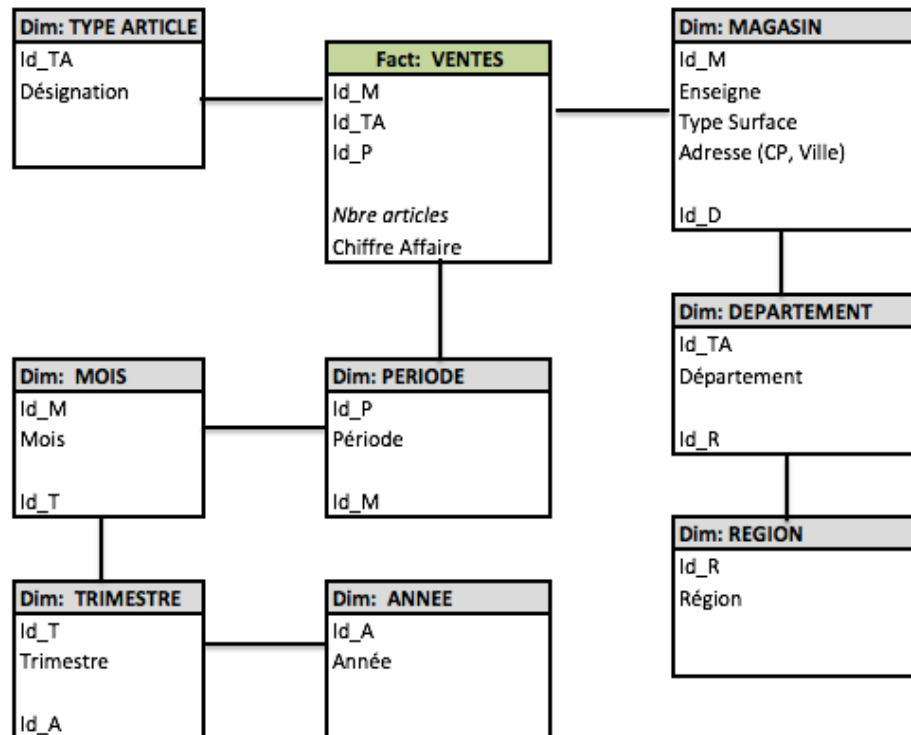 Dim: TYPE ARTICLE
Id_TA
Désignation
Fact: VENTES
Id_M
Id_TA
Id_P
Nbre articles
Chiffre Affaire
Dim: MAGASIN
Id_M
Enseigne
Type Surface
Adresse (CP, Ville)
Id_D
Dim: DEPARTEMENT
Id_TA
Département
Id_R
Dim: MOIS
Id_M
Mois
Id_T
Dim: PERIODE
Id_P
Période
Id_M
Dim: REGION
Id_R
Région
Dim: TRIMESTRE
Id_T
Trimestre
Id_A
Dim: ANNEE
Id_A
Année